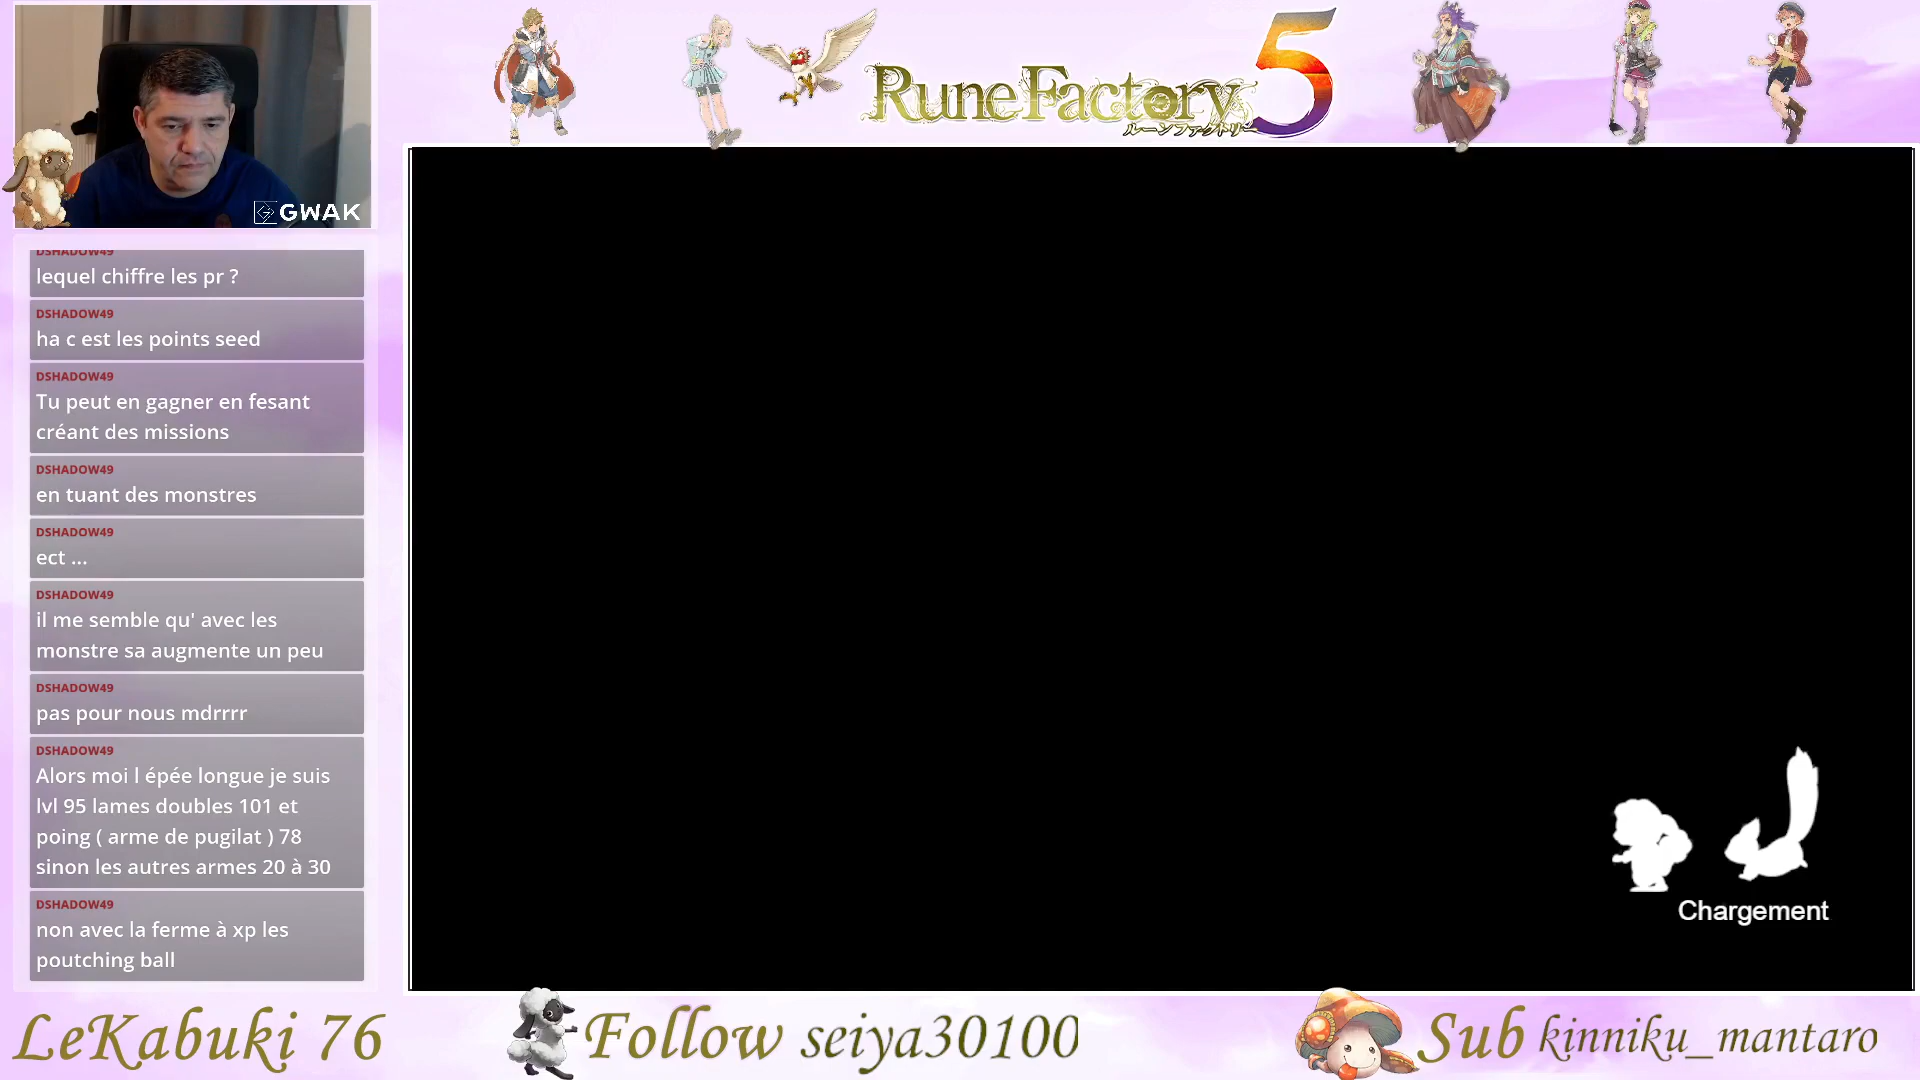 GWAK
RuneFactory 5
ルーンファクトリー
DSHADOW49
lequel chiffre les pr ?
DSHADOW49
ha c est les points seed
DSHADOW49
Tu peut en gagner en fesant
créant des missions
DSHADOW49
en tuant des monstres
DSHADOW49
ect ...
DSHADOW49
il me semble qu' avec les
monstre sa augmente un peu
DSHADOW49
pas pour nous mdrrrr
DSHADOW49
Alors moi l épée longue je suis
lvl 95 lames doubles 101 et
poing ( arme de pugilat ) 78
sinon les autres armes 20 à 30
DSHADOW49
non avec la ferme à xp les
poutching ball
Chargement
LeKabuki 76
Follow seiya30100
Sub kinniku_mantaro